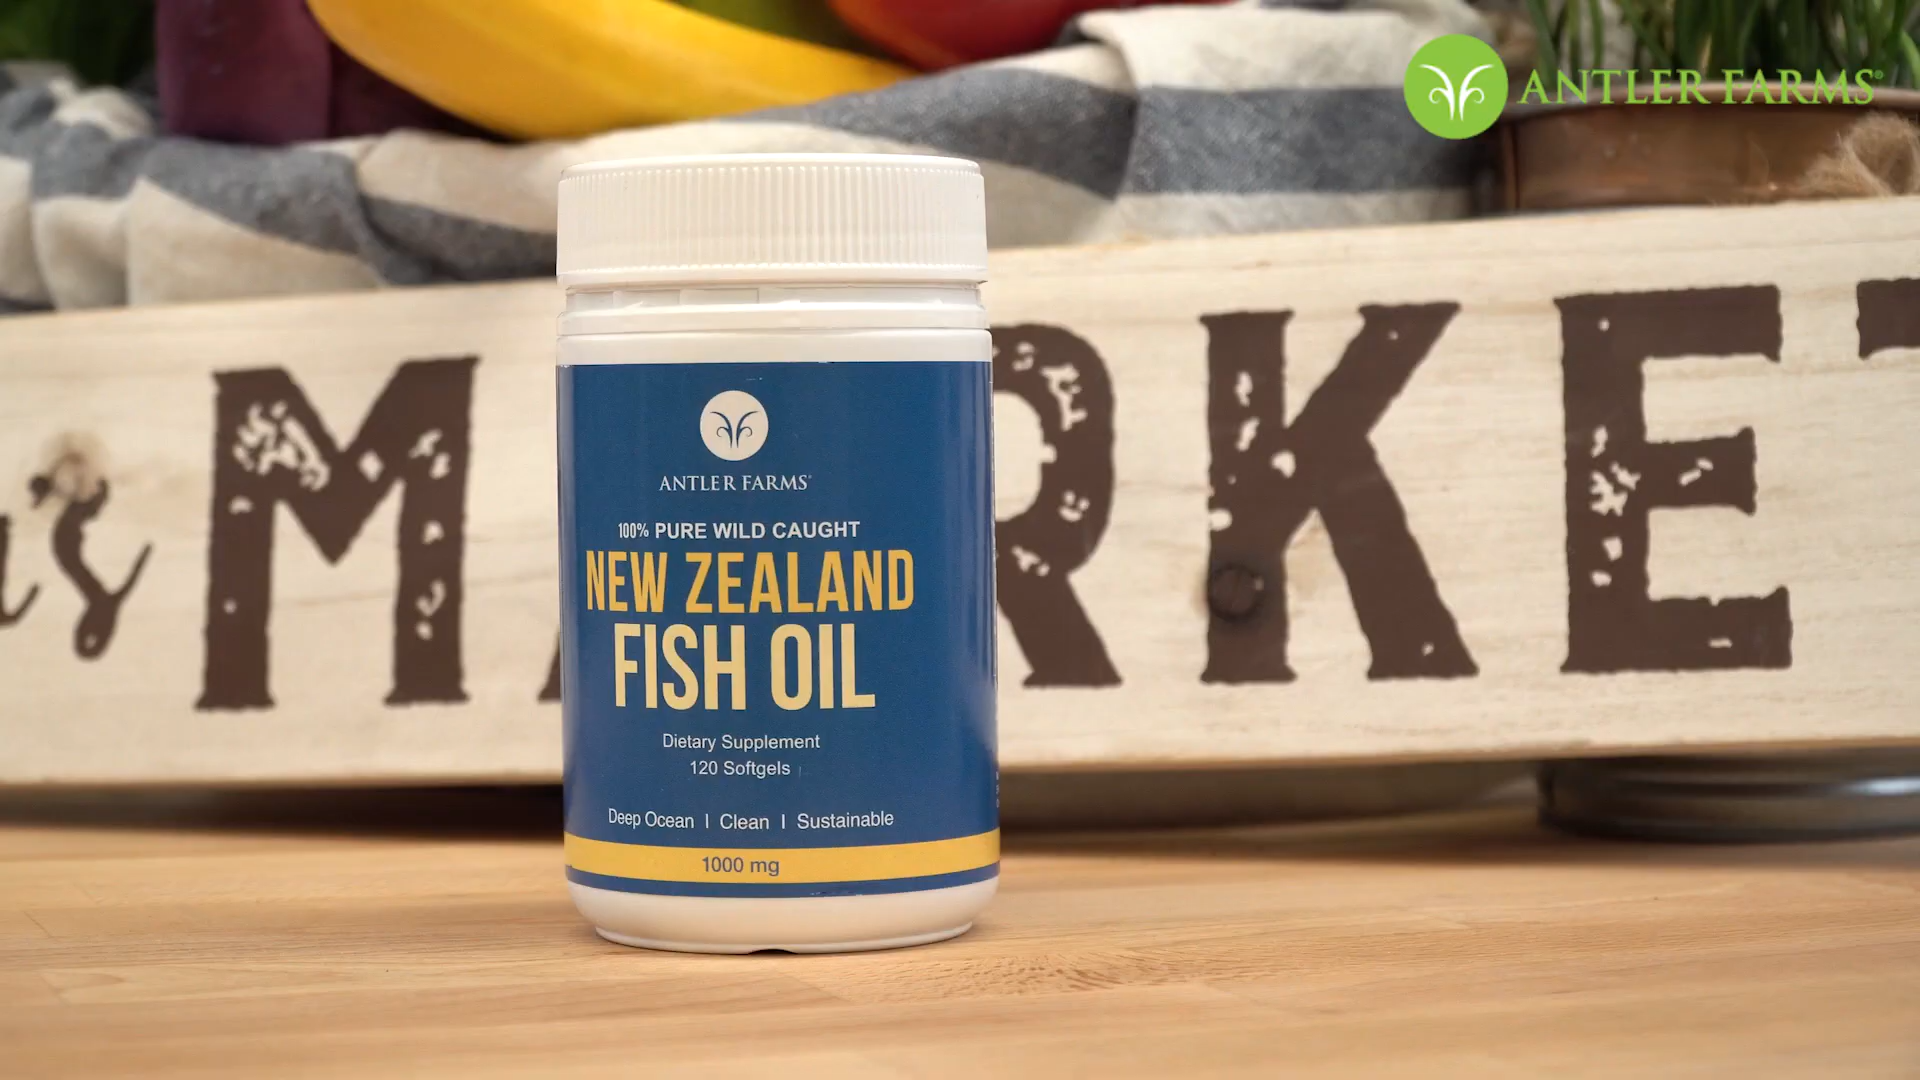 ANTLER FARMS®
MARKET
ANTLER FARMS®
100% PURE WILD CAUGHT
NEW ZEALAND
FISH OIL
Dietary Supplement
120 Softgels
Deep Ocean | Clean | Sustainable
1000 mg